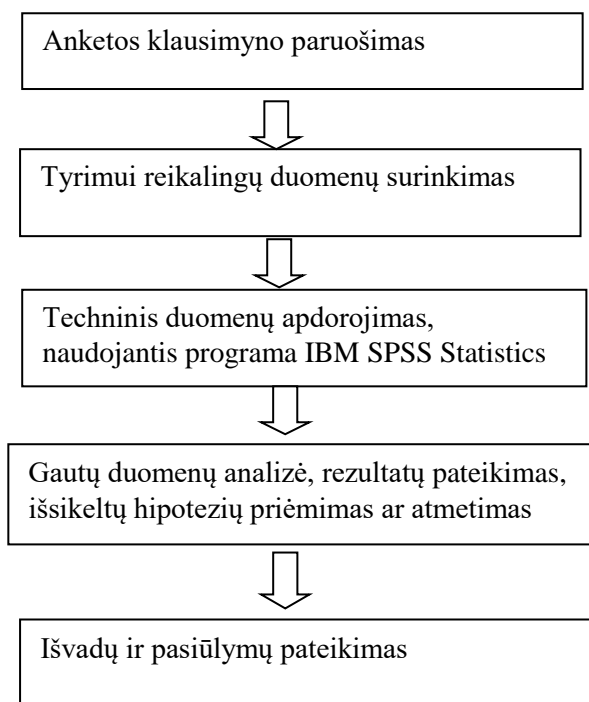 Anketos klausimyno paruošimas
Tyrimui reikalingų duomenų surinkimas
Techninis duomenų apdorojimas,
naudojantis programa IBM SPSS Statistics
Gautų duomenų analizė, rezultatų pateikimas,
išsikeltų hipotezių priėmimas ar atmetimas
Išvadų ir pasiūlymų pateikimas